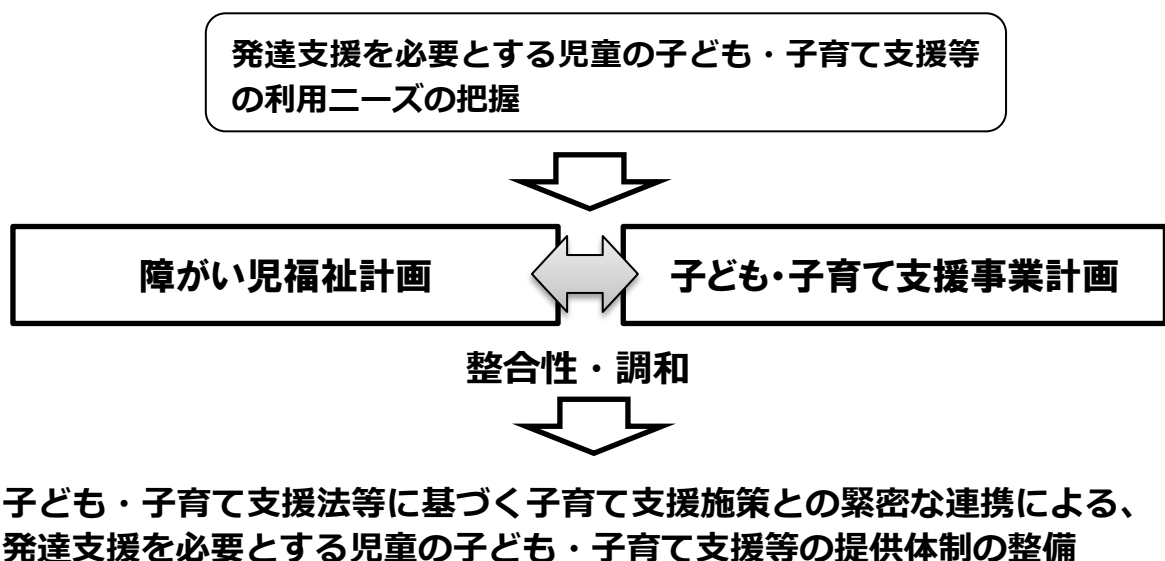 発達支援を必要とする児童の子ども・子育て支援等
の利用ニーズの把握
障がい児福祉計画
子ども・子育て支援事業計画
整合性・調和
子ども・子育て支援法等に基づく子育て支援施策との緊密な連携による、
発達支援を必要とする児童の子ども・子育て支援等の提供体制の整備